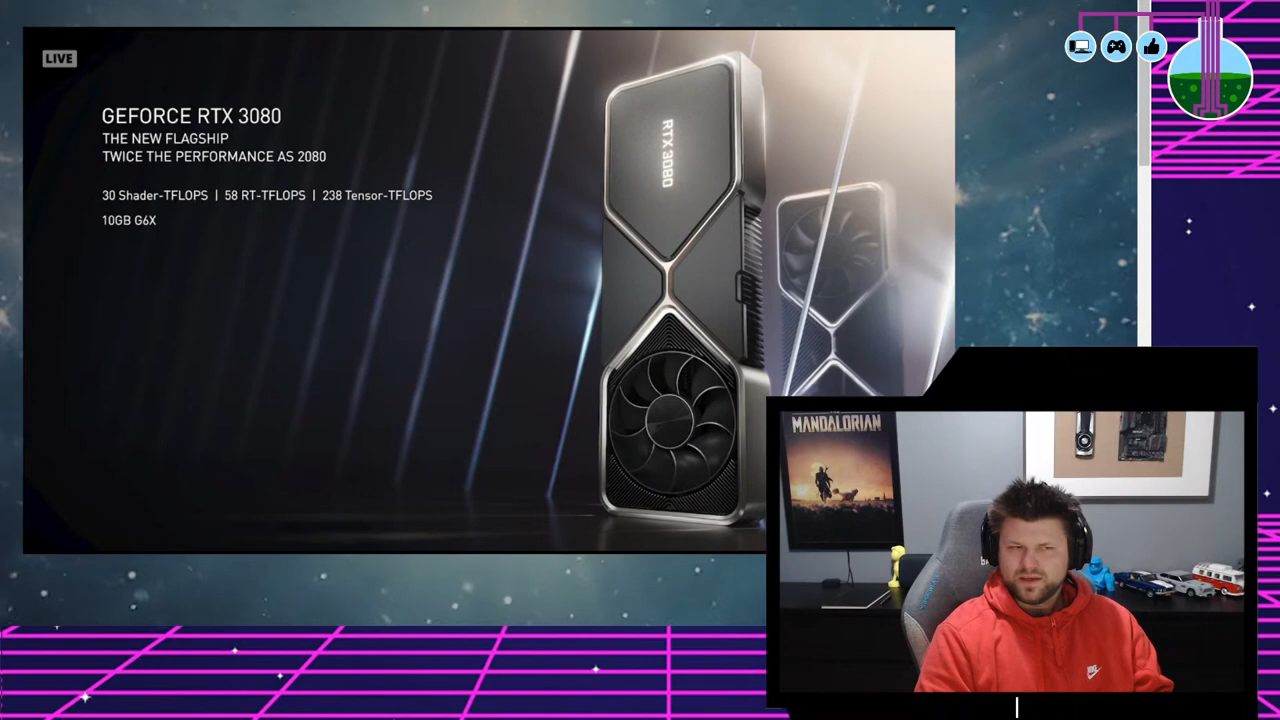 LIVE
GEFORCE RTX 3080
THE NEW FLAGSHIP
TWICE THE PERFORMANCE AS 2080
30 Shader-TFLOPS | 58 RT-TFLOPS | 238 Tensor-TFLOPS
10GB G6X
RTX 3080
MANDALORIAN
NIKE